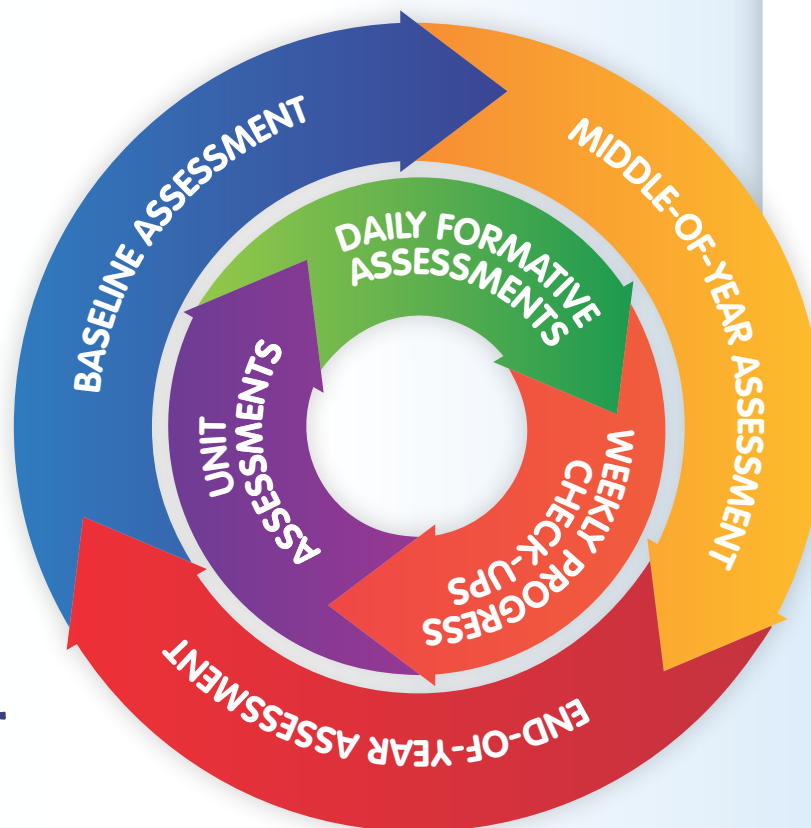 BASELINE ASSESSMENT
MIDDLE-OF-YEAR ASSESSMENT
END-OF-YEAR ASSESSMENT
DAILY FORMATIVE
ASSESSMENTS
WEEKLY PROGRESS
CHECK-UPS
UNIT
ASSESSMENTS